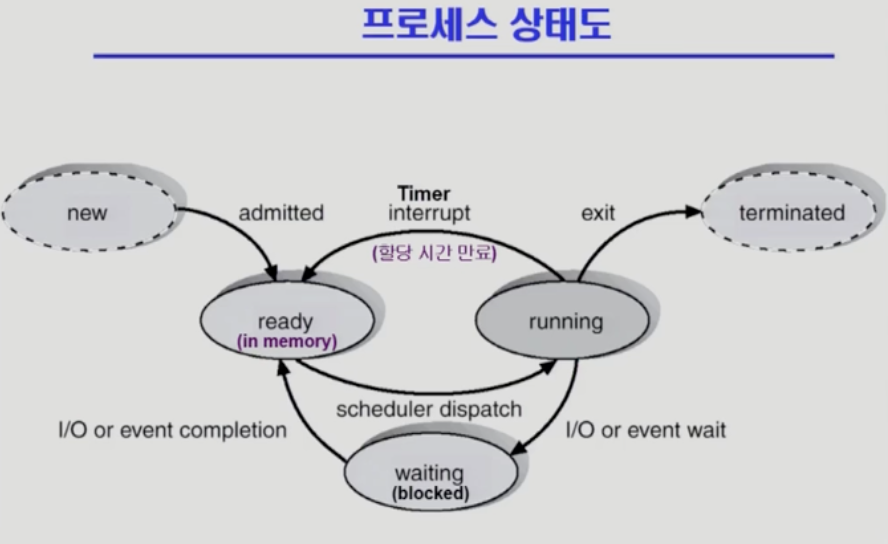 프로세스 상태도
new
admitted
Timer
interrupt
(할당 시간 만료)
exit
terminated
ready
(in memory)
running
scheduler dispatch
I/O or event completion
I/O or event wait
waiting
(blocked)